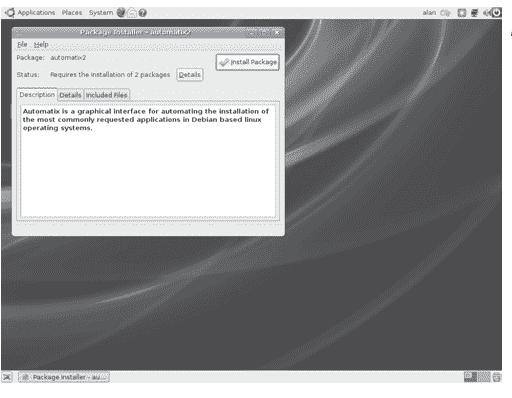 Applications Places System
alan
Package Installer - automatix2
File Help
Package: automatix2
Install Package
Status: Requires the installation of 2 packages Details
Description Details Included Files
Automatix is a graphical interface for automating the installation of
the most commonly requested applications in Debian based linux
operating systems.
Package Installer - au...